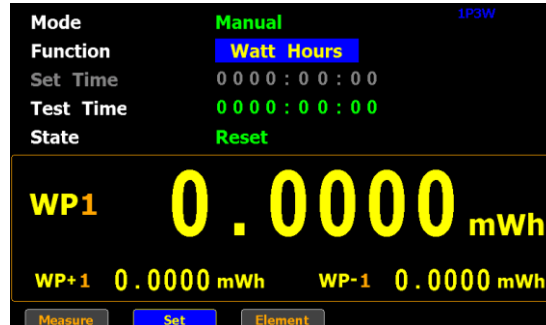 Mode Manual 1P3W
Function Watt Hours
Set Time 0000:00:00
Test Time 0000:00:00
State Reset
WP1 0.0000 mWh
WP+1 0.0000 mWh WP-1 0.0000 mWh
Measure Set Element